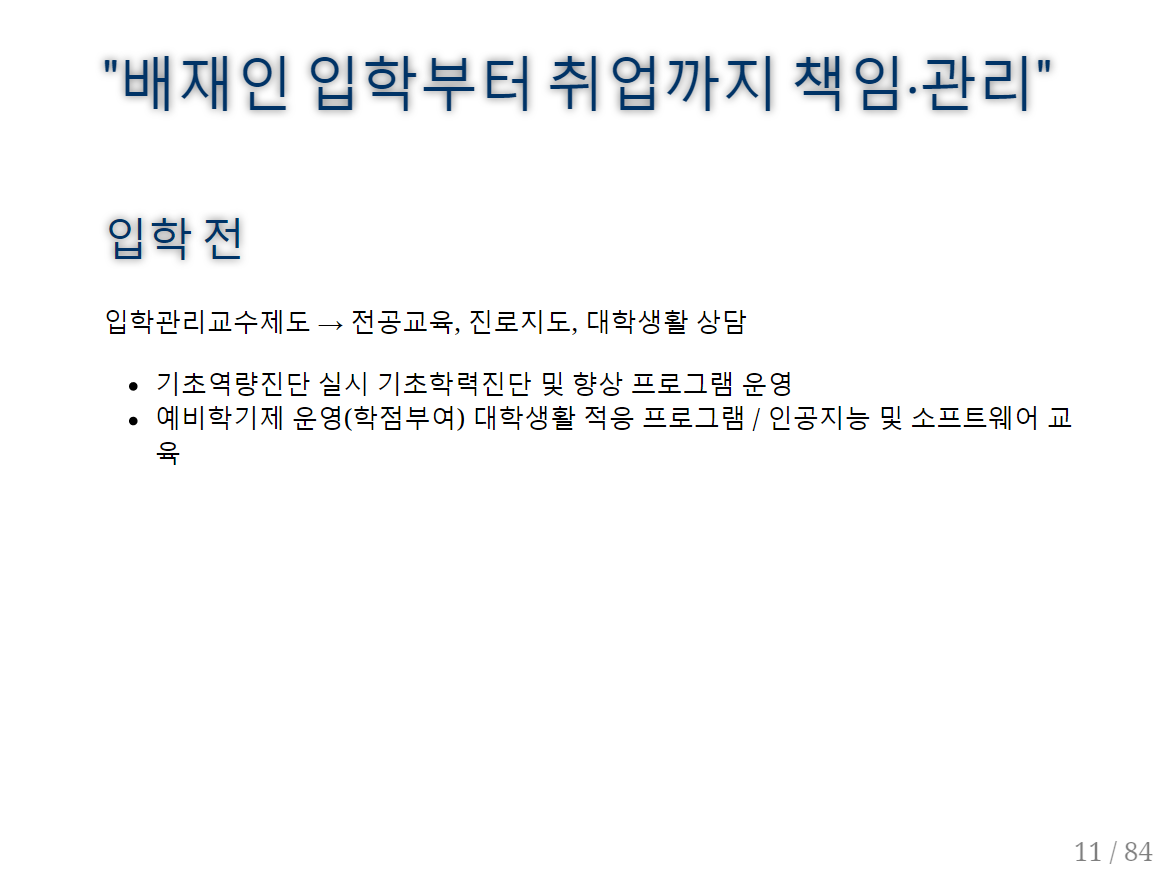 "배재인 입학부터 취업까지 책임·관리"
입학 전
입학관리교수제도 → 전공교육, 진로지도, 대학생활 상담
• 기초역량진단 실시 기초학력진단 및 향상 프로그램 운영
• 예비학기제 운영(학점부여) 대학생활 적응 프로그램 / 인공지능 및 소프트웨어 교
육
11 / 84